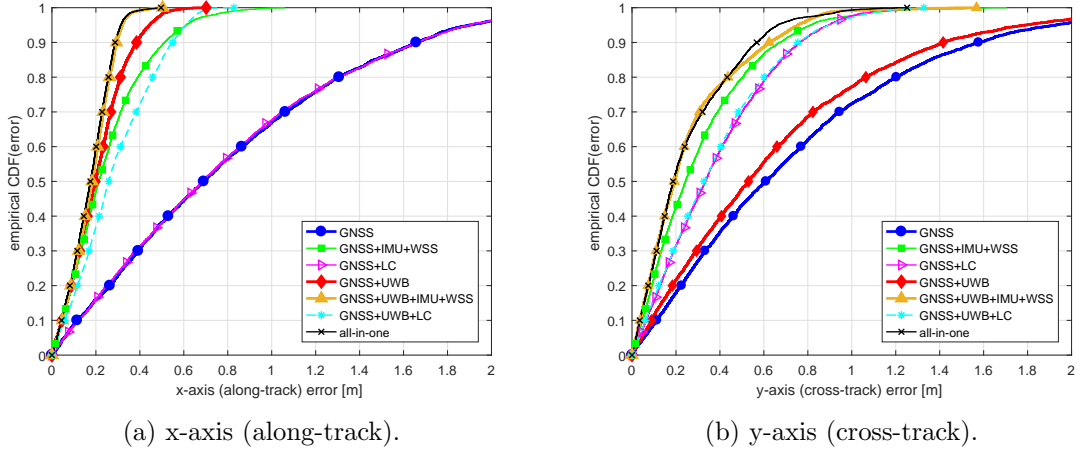 empirical CDF(error)
1
0.9
0.8
0.7
0.6
0.5
0.4
0.3
0.2
0.1
0
GNSS
GNSS+IMU+WSS
GNSS+LC
GNSS+UWB
GNSS+UWB+IMU+WSS
GNSS+UWB+LC
all-in-one
0 0.2 0.4 0.6 0.8 1 1.2 1.4 1.6 1.8 2
x-axis (along-track) error [m]
(a) x-axis (along-track).
empirical CDF(error)
1
0.9
0.8
0.7
0.6
0.5
0.4
0.3
0.2
0.1
0
GNSS
GNSS+IMU+WSS
GNSS+LC
GNSS+UWB
GNSS+UWB+IMU+WSS
GNSS+UWB+LC
all-in-one
0 0.2 0.4 0.6 0.8 1 1.2 1.4 1.6 1.8 2
y-axis (cross-track) error [m]
(b) y-axis (cross-track).